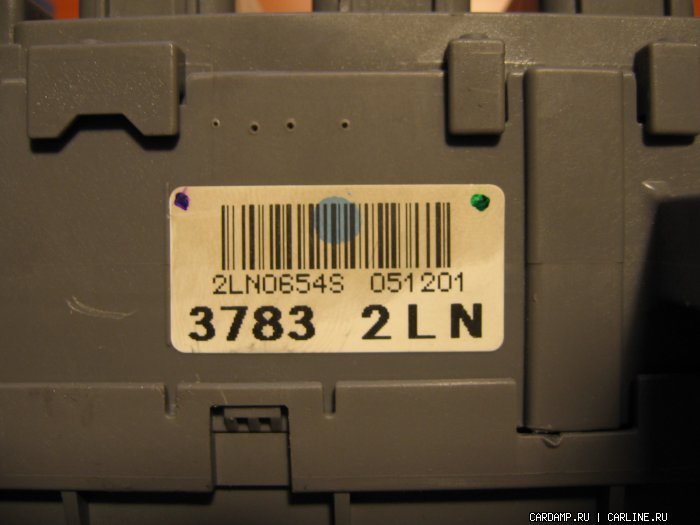 2LN0654S 051201
3783 2LN
CARDAMP.RU | CARLINE.RU